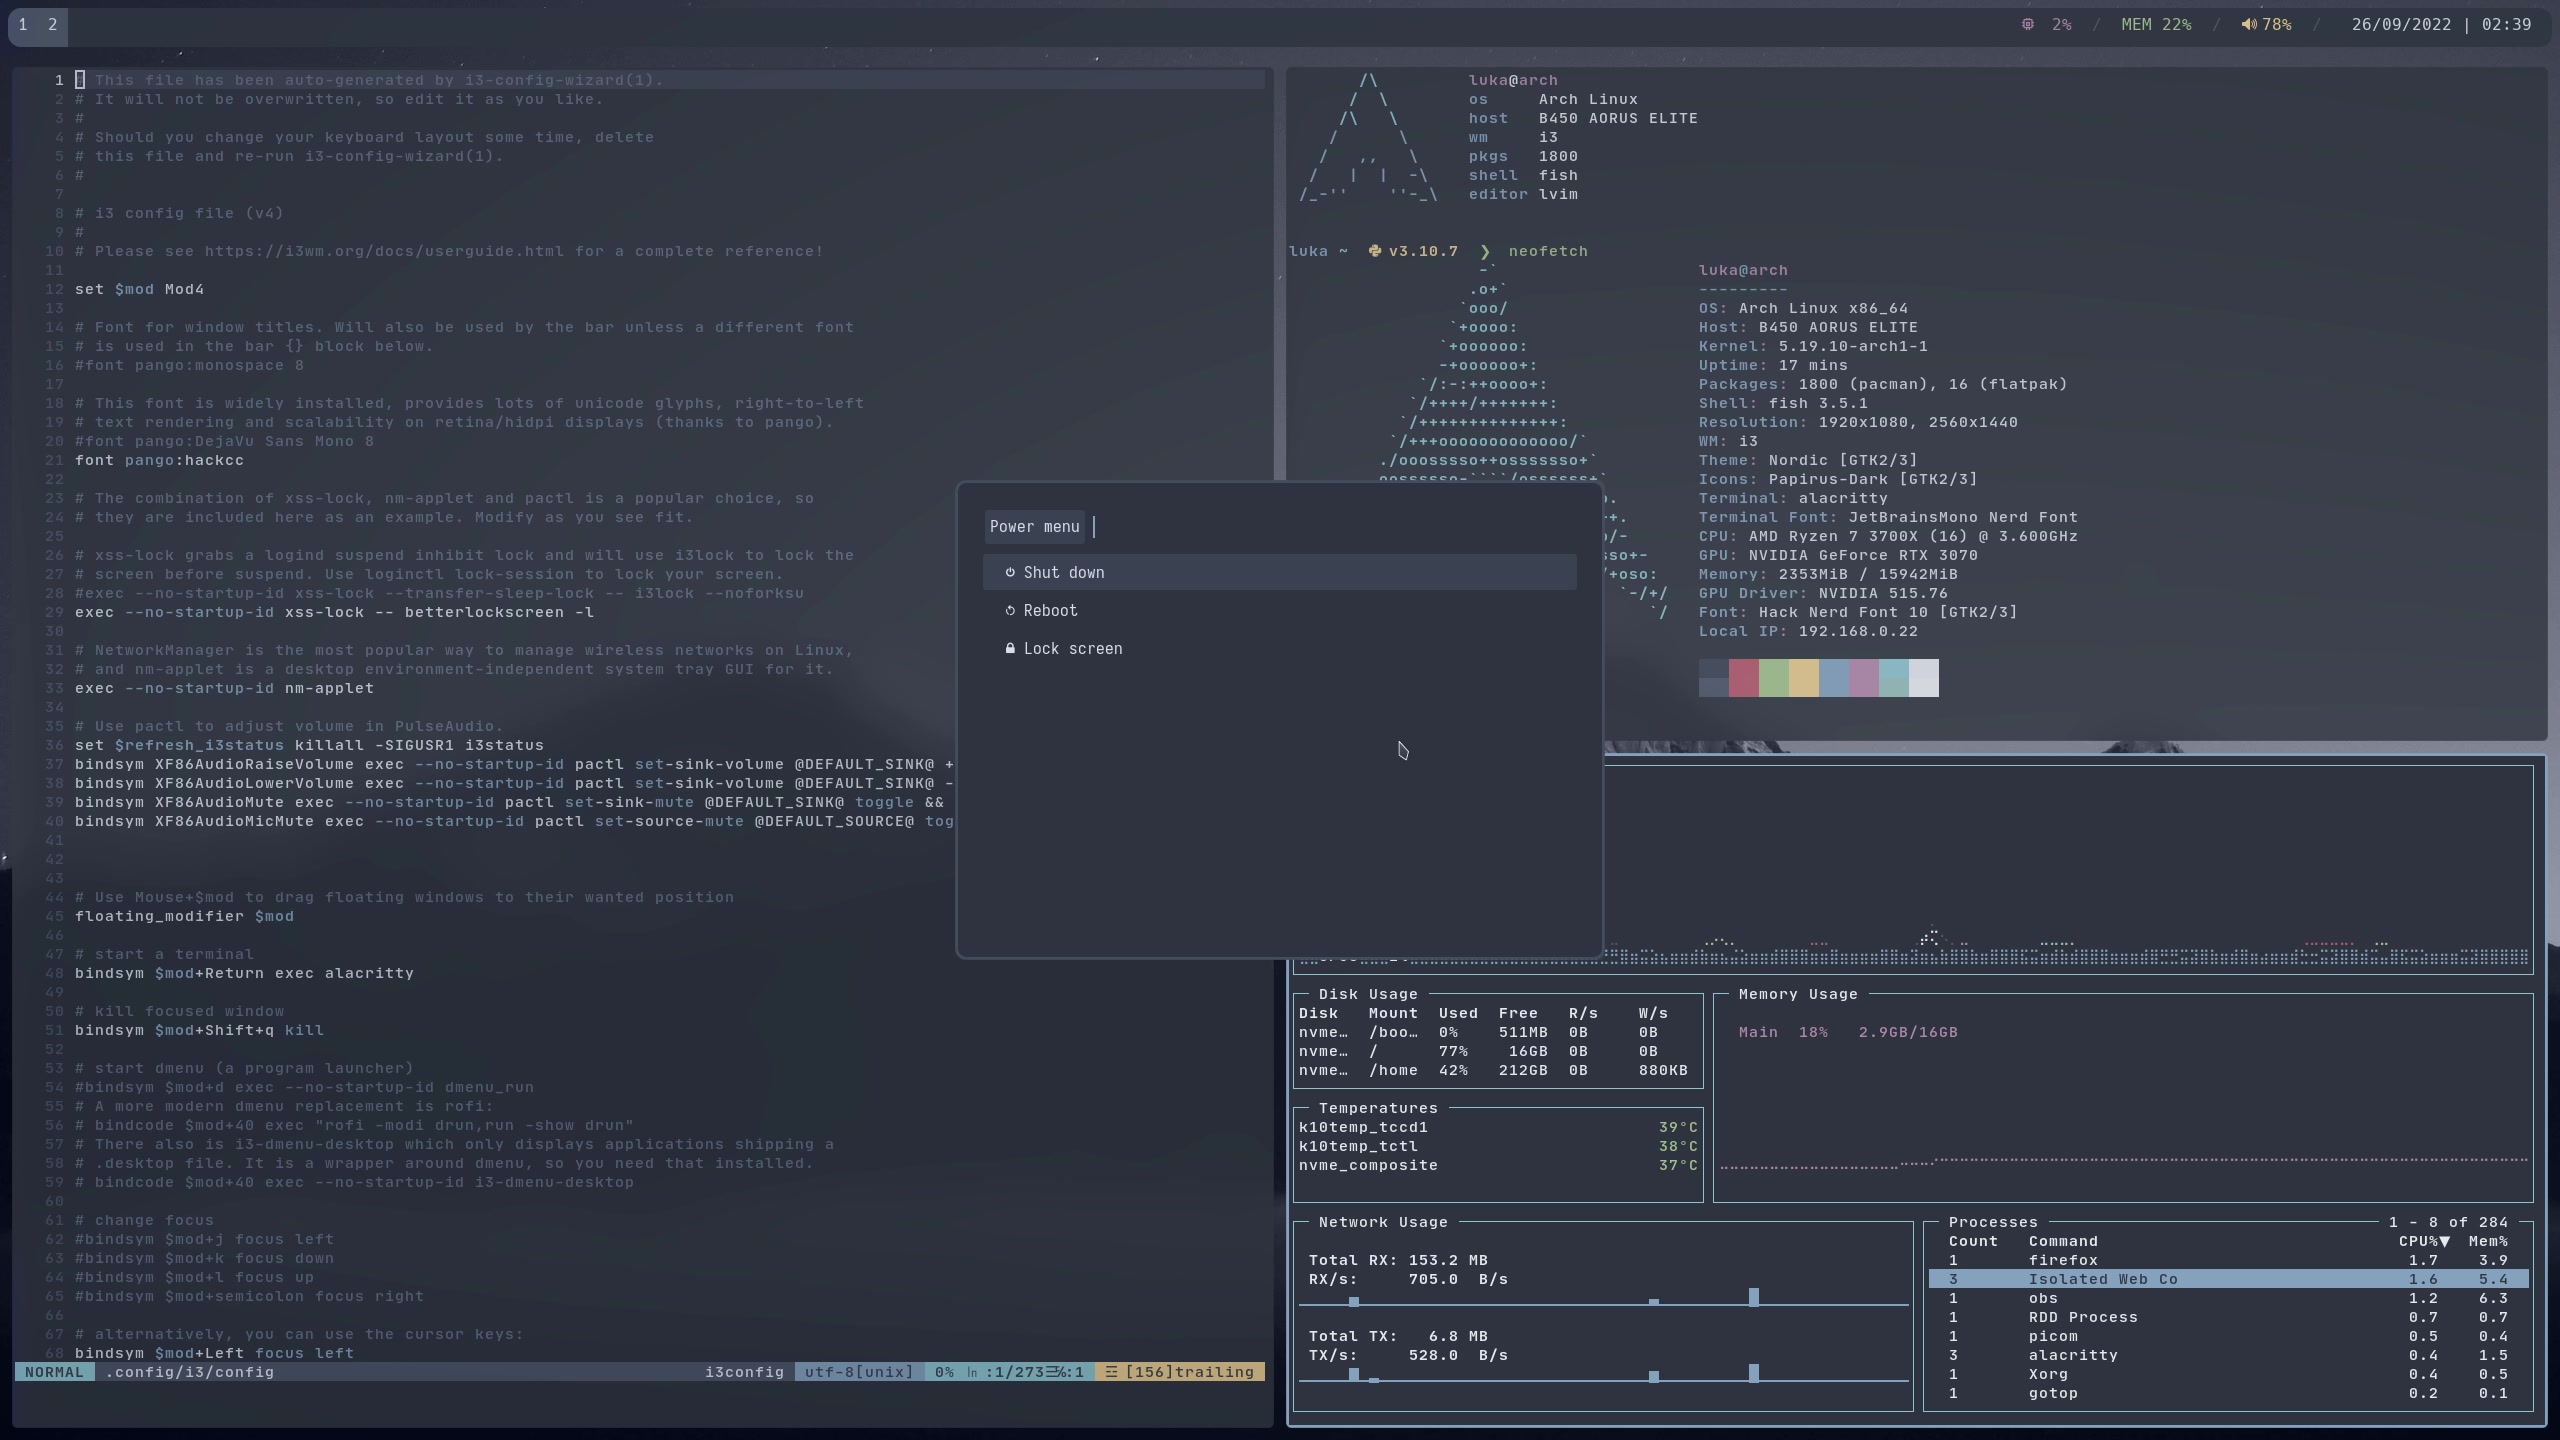 1 2
2% / MEM 22% / 78% / 26/09/2022 | 02:39
1 This file has been auto-generated by i3-config-wizard(1).
2 # It will not be overwritten, so edit it as you like.
3 #
4 # Should you change your keyboard layout some time, delete
5 # this file and re-run i3-config-wizard(1).
6 #
7
8 # i3 config file (v4)
9 #
10 # Please see https://i3wm.org/docs/userguide.html for a complete reference!
11
12 set $mod Mod4
13
14 # Font for window titles. Will also be used by the bar unless a different font
15 # is used in the bar {} block below.
16 #font pango:monospace 8
17
18 # This font is widely installed, provides lots of unicode glyphs, right-to-left
19 # text rendering and scalability on retina/hidpi displays (thanks to pango).
20 #font pango:DejaVu Sans Mono 8
21 font pango:hackcc
22
23 # The combination of xss-lock, nm-applet and pactl is a popular choice, so
24 # they are included here as an example. Modify as you see fit.
25
26 # xss-lock grabs a logind suspend inhibit lock and will use i3lock to lock the
27 # screen before suspend. Use loginctl lock-session to lock your screen.
28 #exec --no-startup-id xss-lock --transfer-sleep-lock -- i3lock --noforksu
29 exec --no-startup-id xss-lock -- betterlockscreen -l
30
31 # NetworkManager is the most popular way to manage wireless networks on Linux,
32 # and nm-applet is a desktop environment-independent system tray GUI for it.
33 exec --no-startup-id nm-applet
34
35 # Use pactl to adjust volume in PulseAudio.
36 set $refresh_i3status killall -SIGUSR1 i3status
37 bindsym XF86AudioRaiseVolume exec --no-startup-id pactl set-sink-volume @DEFAULT_SINK@ +
38 bindsym XF86AudioLowerVolume exec --no-startup-id pactl set-sink-volume @DEFAULT_SINK@ -
39 bindsym XF86AudioMute exec --no-startup-id pactl set-sink-mute @DEFAULT_SINK@ toggle &&
40 bindsym XF86AudioMicMute exec --no-startup-id pactl set-source-mute @DEFAULT_SOURCE@ tog
41
42
43
44 # Use Mouse+$mod to drag floating windows to their wanted position
45 floating_modifier $mod
46
47 # start a terminal
48 bindsym $mod+Return exec alacritty
49
50 # kill focused window
51 bindsym $mod+Shift+q kill
52
53 # start dmenu (a program launcher)
54 #bindsym $mod+d exec --no-startup-id dmenu_run
55 # A more modern dmenu replacement is rofi:
56 # bindcode $mod+40 exec "rofi -modi drun,run -show drun"
57 # There also is i3-dmenu-desktop which only displays applications shipping a
58 # .desktop file. It is a wrapper around dmenu, so you need that installed.
59 # bindcode $mod+40 exec --no-startup-id i3-dmenu-desktop
60
61 # change focus
62 #bindsym $mod+j focus left
63 #bindsym $mod+k focus down
64 #bindsym $mod+l focus up
65 #bindsym $mod+semicolon focus right
66
67 # alternatively, you can use the cursor keys:
68 bindsym $mod+Left focus left
NORMAL .config/i3/config i3config utf-8[unix] 0% :1/273 :1 [156]trailing
luka@arch
os Arch Linux
host B450 AORUS ELITE
wm i3
pkgs 1800
shell fish
editor lvim
luka ~ v3.10.7 ❯ neofetch
luka@arch
---------
OS: Arch Linux x86_64
Host: B450 AORUS ELITE
Kernel: 5.19.10-arch1-1
Uptime: 17 mins
Packages: 1800 (pacman), 16 (flatpak)
Shell: fish 3.5.1
Resolution: 1920x1080, 2560x1440
WM: i3
Theme: Nordic [GTK2/3]
Icons: Papirus-Dark [GTK2/3]
Terminal: alacritty
Terminal Font: JetBrainsMono Nerd Font
CPU: AMD Ryzen 7 3700X (16) @ 3.600GHz
GPU: NVIDIA GeForce RTX 3070
Memory: 2353MiB / 15942MiB
GPU Driver: NVIDIA 515.76
Font: Hack Nerd Font 10 [GTK2/3]
Local IP: 192.168.0.22
Power menu
Shut down
Reboot
Lock screen
Disk Usage
Disk Mount Used Free R/s W/s
nvme… /boo… 0% 511MB 0B 0B
nvme… / 77% 16GB 0B 0B
nvme… /home 42% 212GB 0B 880KB
Memory Usage
Main 18% 2.9GB/16GB
Temperatures
k10temp_tccd1 39°C
k10temp_tctl 38°C
nvme_composite 37°C
Network Usage
Total RX: 153.2 MB
RX/s: 705.0 B/s
Total TX: 6.8 MB
TX/s: 528.0 B/s
Processes 1 - 8 of 284
Count Command CPU%▼ Mem%
1 firefox 1.7 3.9
3 Isolated Web Co 1.6 5.4
1 obs 1.2 6.3
1 RDD Process 0.7 0.7
1 picom 0.5 0.4
3 alacritty 0.4 1.5
1 Xorg 0.4 0.5
1 gotop 0.2 0.1